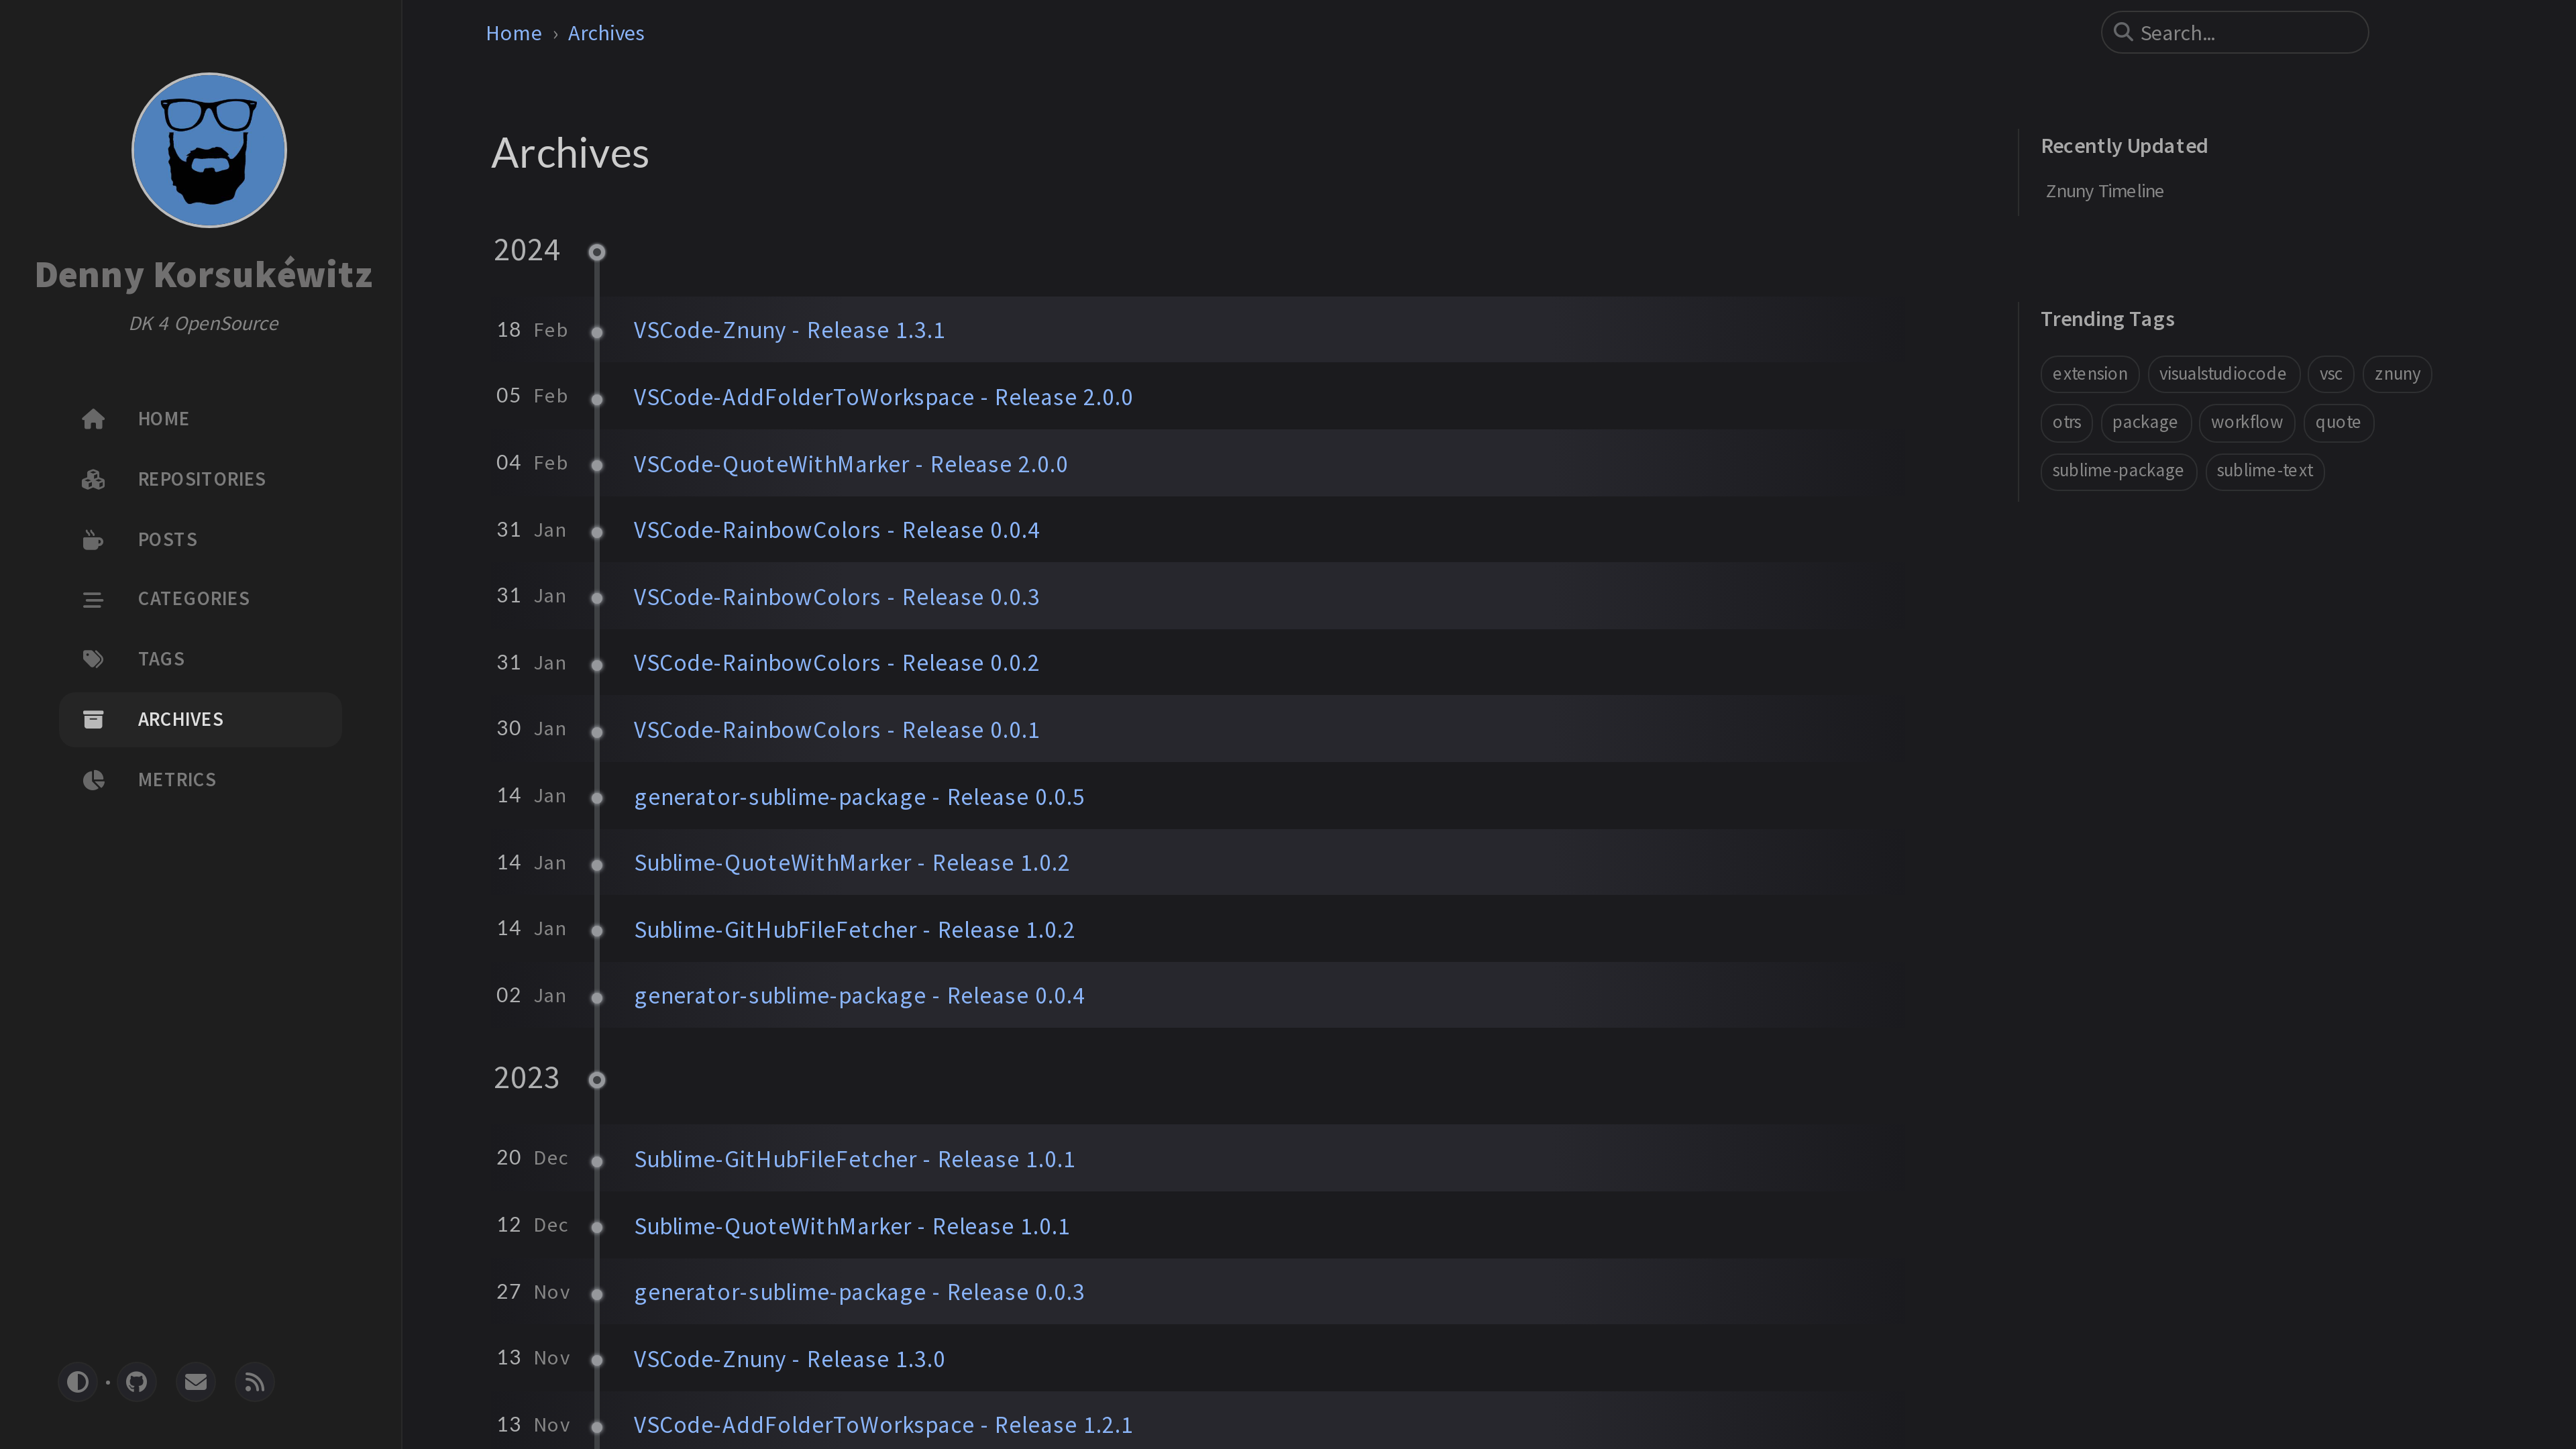 Denny Korsukéwitz
DK 4 OpenSource
HOME
REPOSITORIES
POSTS
CATEGORIES
TAGS
ARCHIVES
METRICS
Home › Archives
Search...
Archives
2024
18 Feb VSCode-Znuny - Release 1.3.1
05 Feb VSCode-AddFolderToWorkspace - Release 2.0.0
04 Feb VSCode-QuoteWithMarker - Release 2.0.0
31 Jan VSCode-RainbowColors - Release 0.0.4
31 Jan VSCode-RainbowColors - Release 0.0.3
31 Jan VSCode-RainbowColors - Release 0.0.2
30 Jan VSCode-RainbowColors - Release 0.0.1
14 Jan generator-sublime-package - Release 0.0.5
14 Jan Sublime-QuoteWithMarker - Release 1.0.2
14 Jan Sublime-GitHubFileFetcher - Release 1.0.2
02 Jan generator-sublime-package - Release 0.0.4
2023
20 Dec Sublime-GitHubFileFetcher - Release 1.0.1
12 Dec Sublime-QuoteWithMarker - Release 1.0.1
27 Nov generator-sublime-package - Release 0.0.3
13 Nov VSCode-Znuny - Release 1.3.0
13 Nov VSCode-AddFolderToWorkspace - Release 1.2.1
Recently Updated
Znuny Timeline
Trending Tags
extension visualstudiocode vsc znuny
otrs package workflow quote
sublime-package sublime-text